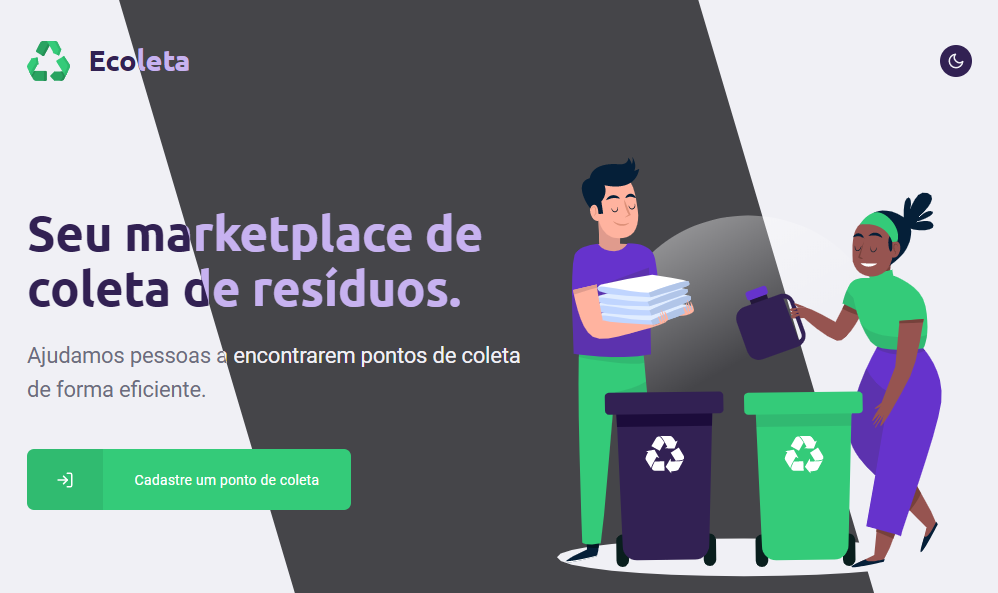 Ecoleta
Seu marketplace de
coleta de resíduos.
Ajudamos pessoas a encontrarem pontos de coleta
de forma eficiente.
Cadastre um ponto de coleta